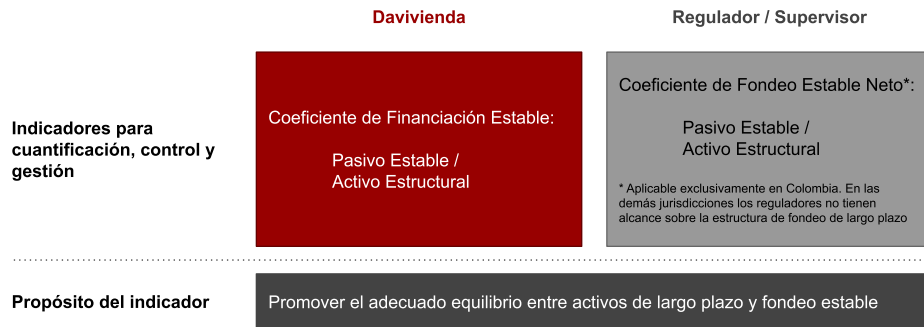 Davivienda
Regulador / Supervisor
Indicadores para
cuantificación, control y
gestión
Coeficiente de Financiación Estable:
Pasivo Estable /
Activo Estructural
Coeficiente de Fondeo Estable Neto*:
Pasivo Estable /
Activo Estructural
* Aplicable exclusivamente en Colombia. En las
demás jurisdicciones los reguladores no tienen
alcance sobre la estructura de fondeo de largo plazo
Propósito del indicador
Promover el adecuado equilibrio entre activos de largo plazo y fondeo estable